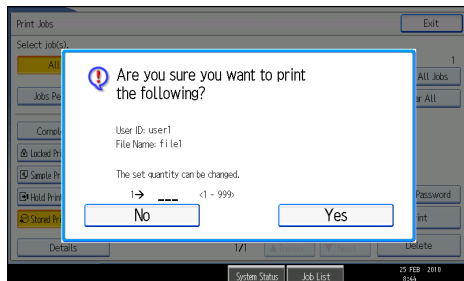 Print Jobs
Exit
Select job(s).
All
1
All Jobs
Jobs Pe
ar All
Are you sure you want to print
the following?
Compl
User ID: user1
File Name: file1
Locked Pri
Sample Pr
The set quantity can be changed.
Hold Print
1→ ___ <1 - 999>
Password
Stored Pri
No
Yes
int
Details
1/1
Previous
Next
Delete
System Status
Job List
25 FEB 2010
8:44